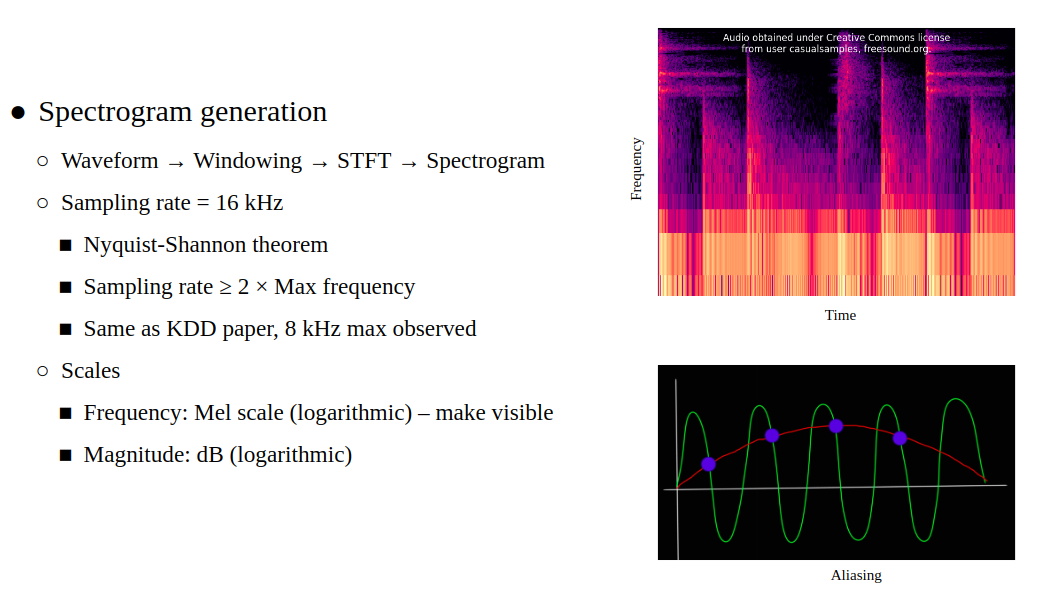 ● Spectrogram generation
○ Waveform → Windowing → STFT → Spectrogram
○ Sampling rate = 16 kHz
■ Nyquist-Shannon theorem
■ Sampling rate ≥ 2 × Max frequency
■ Same as KDD paper, 8 kHz max observed
○ Scales
■ Frequency: Mel scale (logarithmic) – make visible
■ Magnitude: dB (logarithmic)
Audio obtained under Creative Commons license
from user casualsamples, freesound.org.
Frequency
Time
Aliasing